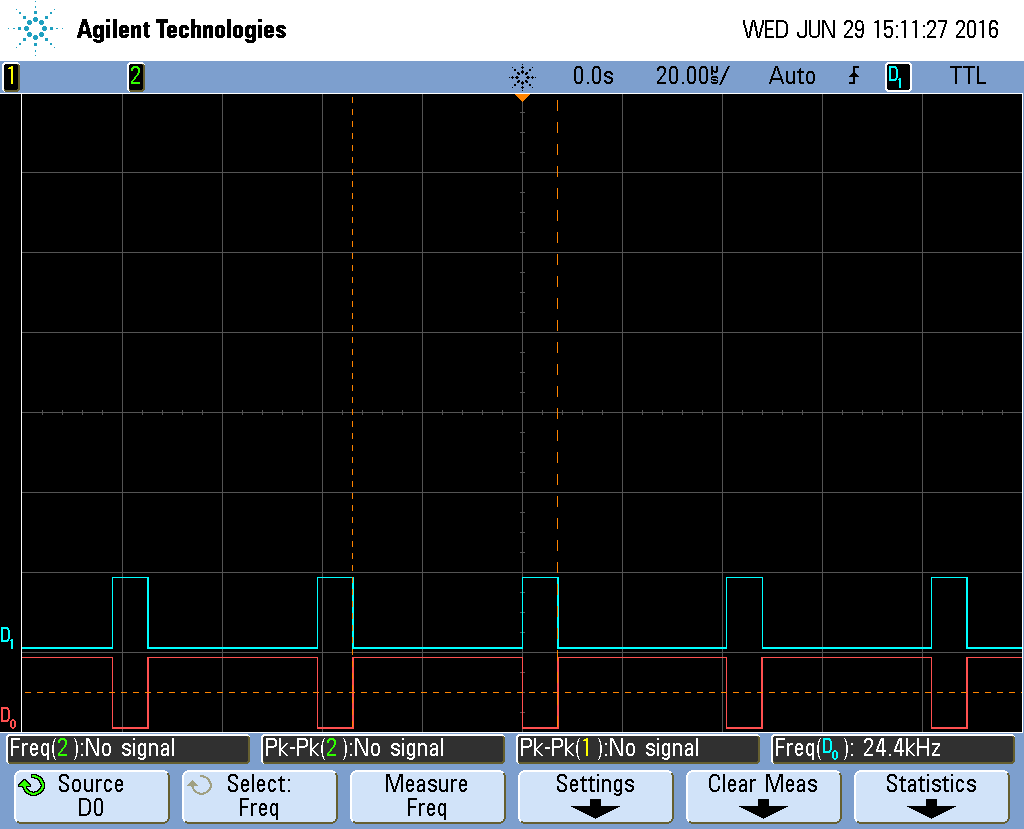 Agilent Technologies WED JUN 29 15:11:27 2016
1 2 0.0s 20.00µs/ Auto D1 TTL
D1
D0
Freq(2):No signal Pk-Pk(2):No signal Pk-Pk(1):No signal Freq(D0): 24.4kHz
Source Select: Measure Settings Clear Meas Statistics
D0 Freq Freq